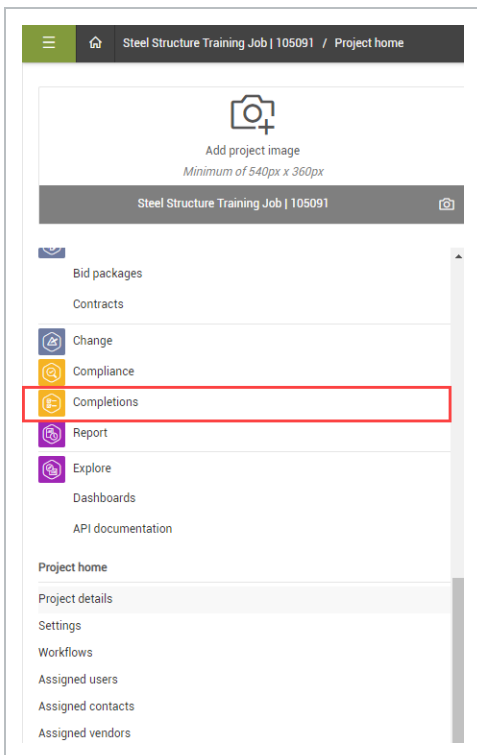 Steel Structure Training Job | 105091 / Project home
Add project image
Minimum of 540px x 360px
Steel Structure Training Job | 105091
Bid packages
Contracts
Change
Compliance
Completions
Report
Explore
Dashboards
API documentation
Project home
Project details
Settings
Workflows
Assigned users
Assigned contacts
Assigned vendors